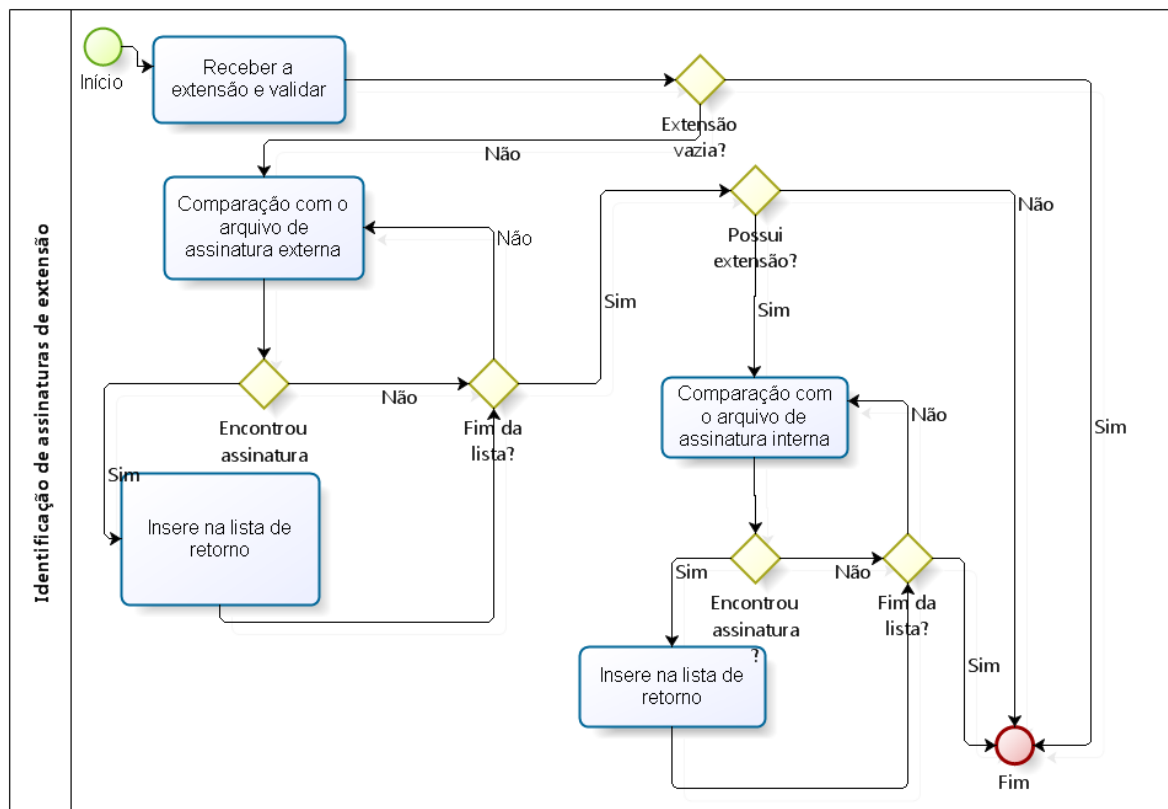 Identificação de assinaturas de extensão
Início
Receber a
extensão e validar
Extensão
vazia?
Não
Sim
Comparação com o
arquivo de
assinatura externa
Não
Encontrou
assinatura
Não
Sim
Fim da
lista?
Sim
Insere na lista de
retorno
Possui
extensão?
Não
Sim
Comparação com
o arquivo de
assinatura interna
Não
Encontrou
assinatura
?
Sim
Não
Fim da
lista?
Sim
Insere na lista de
retorno
Fim